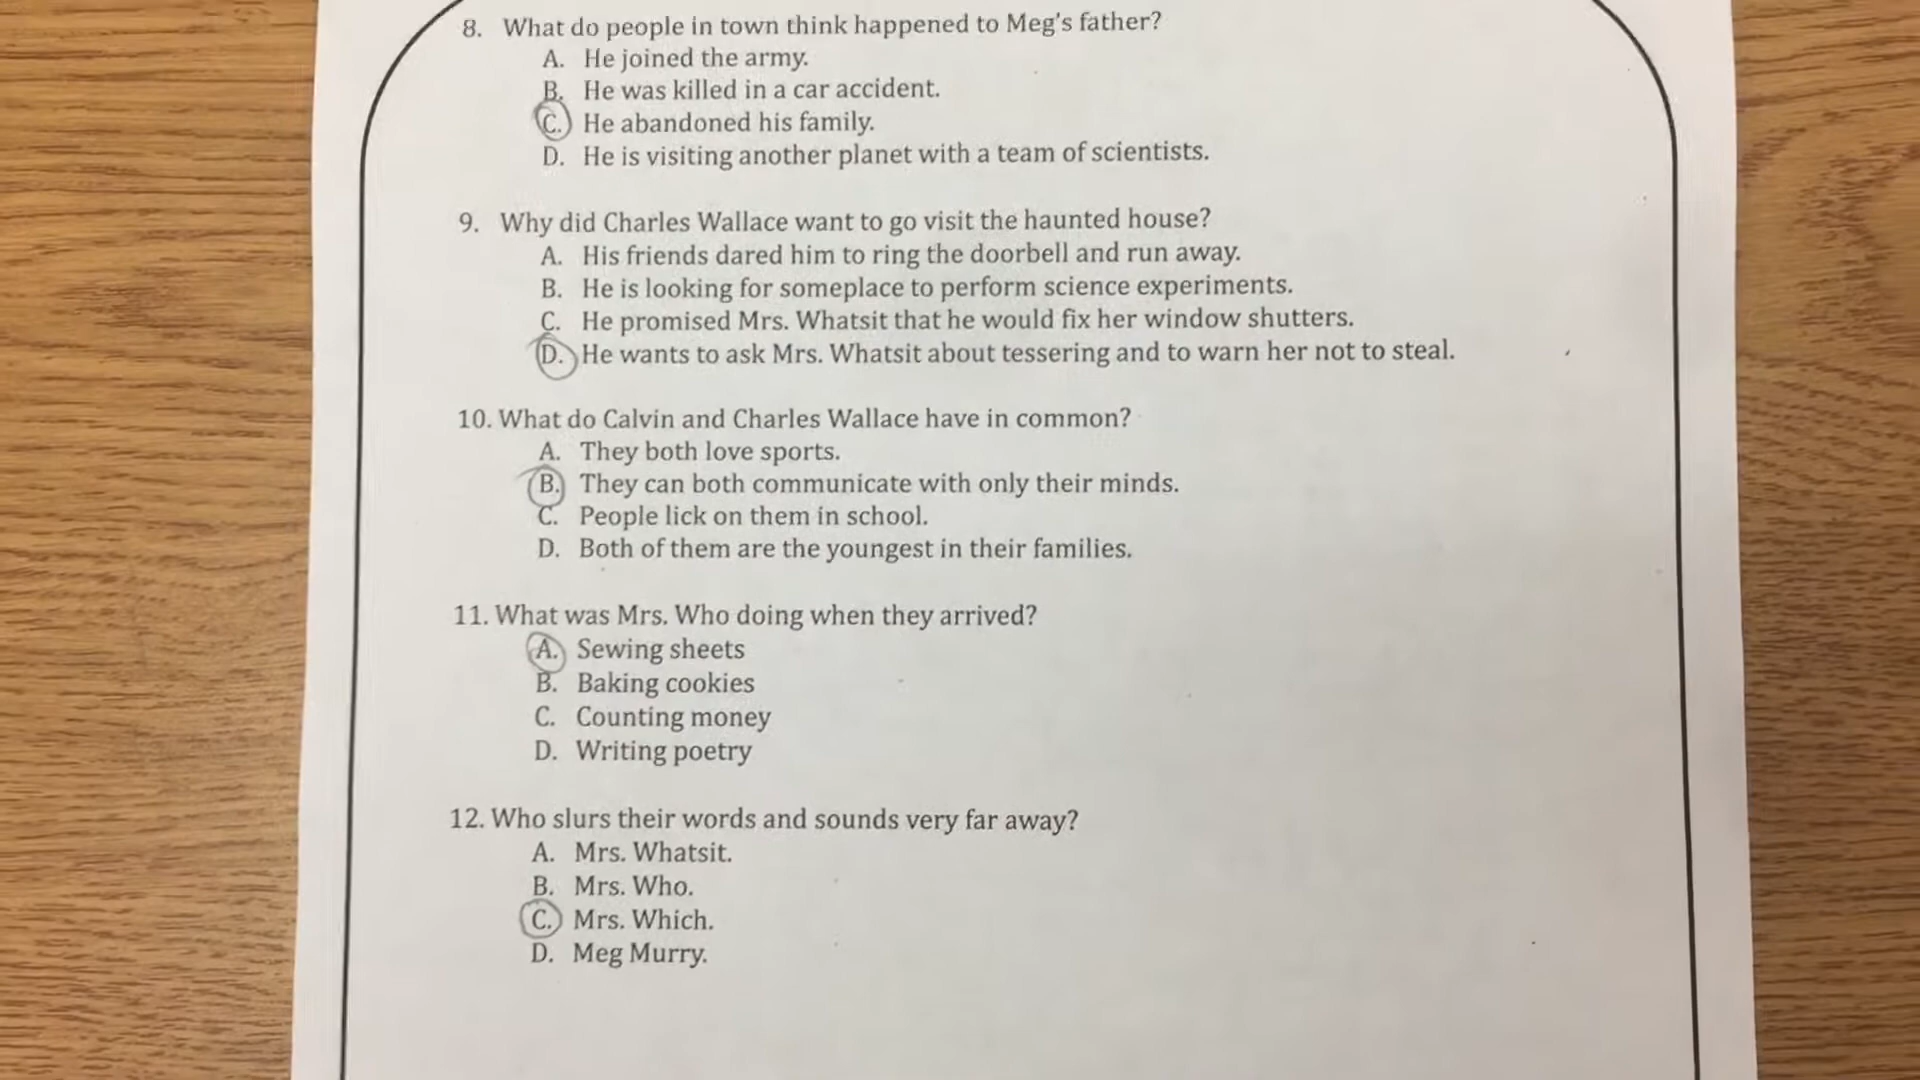 8. What do people in town think happened to Meg's father?
A. He joined the army.
B. He was killed in a car accident.
C. He abandoned his family.
D. He is visiting another planet with a team of scientists.
9. Why did Charles Wallace want to go visit the haunted house?
A. His friends dared him to ring the doorbell and run away.
B. He is looking for someplace to perform science experiments.
C. He promised Mrs. Whatsit that he would fix her window shutters.
D. He wants to ask Mrs. Whatsit about tessering and to warn her not to steal.
10. What do Calvin and Charles Wallace have in common?
A. They both love sports.
B. They can both communicate with only their minds.
C. People lick on them in school.
D. Both of them are the youngest in their families.
11. What was Mrs. Who doing when they arrived?
A. Sewing sheets
B. Baking cookies
C. Counting money
D. Writing poetry
12. Who slurs their words and sounds very far away?
A. Mrs. Whatsit.
B. Mrs. Who.
C. Mrs. Which.
D. Meg Murry.